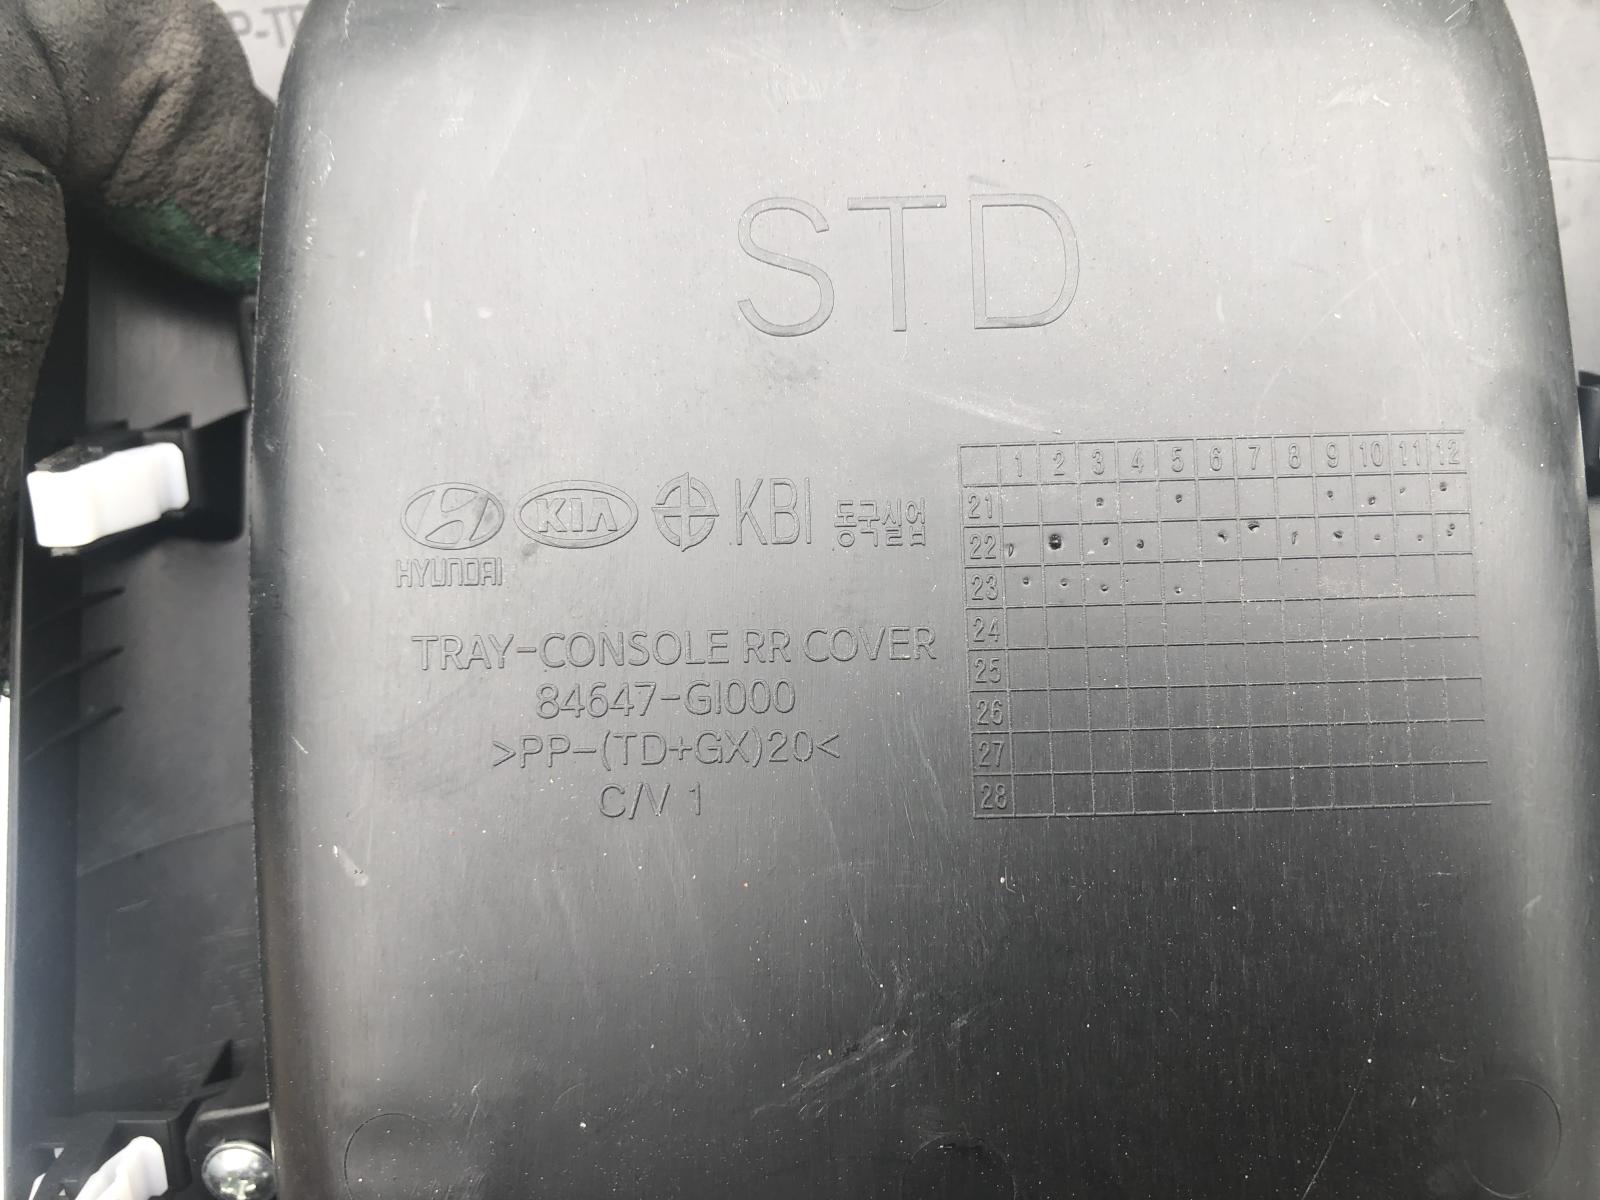 STD
HYUNDAI KIA KBI 동국실업
TRAY-CONSOLE RR COVER
84647-GI000
>PP-(TD+GX)20<
C/V 1
1 2 3 4 5 6 7 8 9 10 11 12
21
22
23
24
25
26
27
28